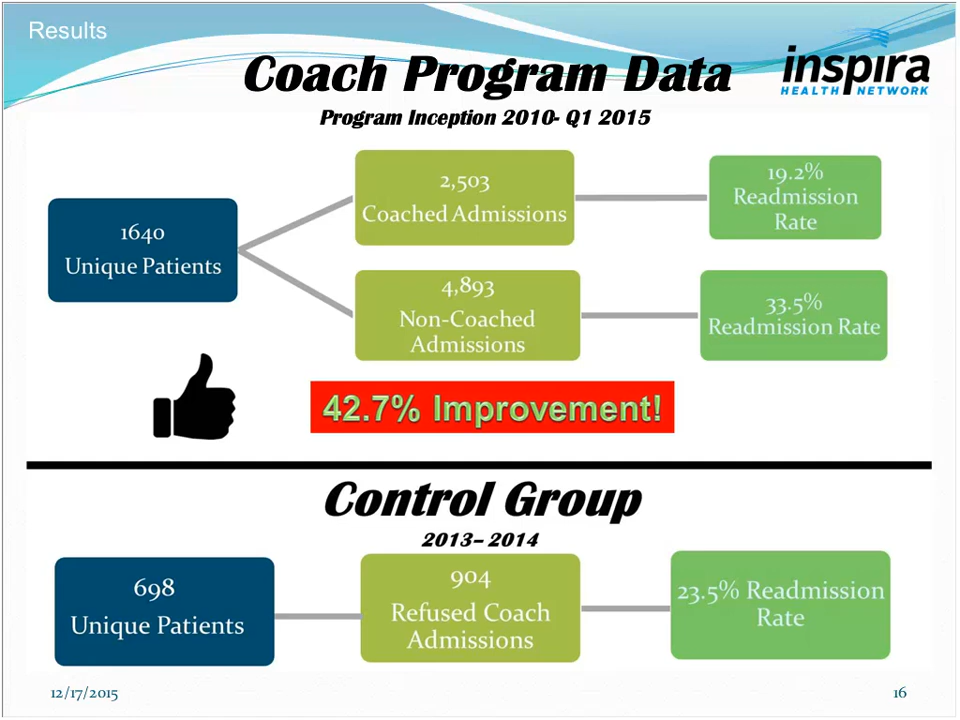 Results
inspira
HEALTH NETWORK
Coach Program Data
Program Inception 2010- Q1 2015
1640
Unique Patients
2,503
Coached Admissions
19.2%
Readmission
Rate
4,893
Non-Coached
Admissions
33.5%
Readmission Rate
42.7% Improvement!
Control Group
2013– 2014
698
Unique Patients
904
Refused Coach
Admissions
23.5% Readmission
Rate
12/17/2015
16